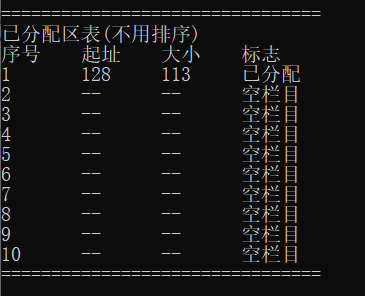 ================================
已分配区表(不用排序)
序号 起址 大小 标志
1 128 113 已分配
2 -- -- 空栏目
3 -- -- 空栏目
4 -- -- 空栏目
5 -- -- 空栏目
6 -- -- 空栏目
7 -- -- 空栏目
8 -- -- 空栏目
9 -- -- 空栏目
10 -- -- 空栏目
================================